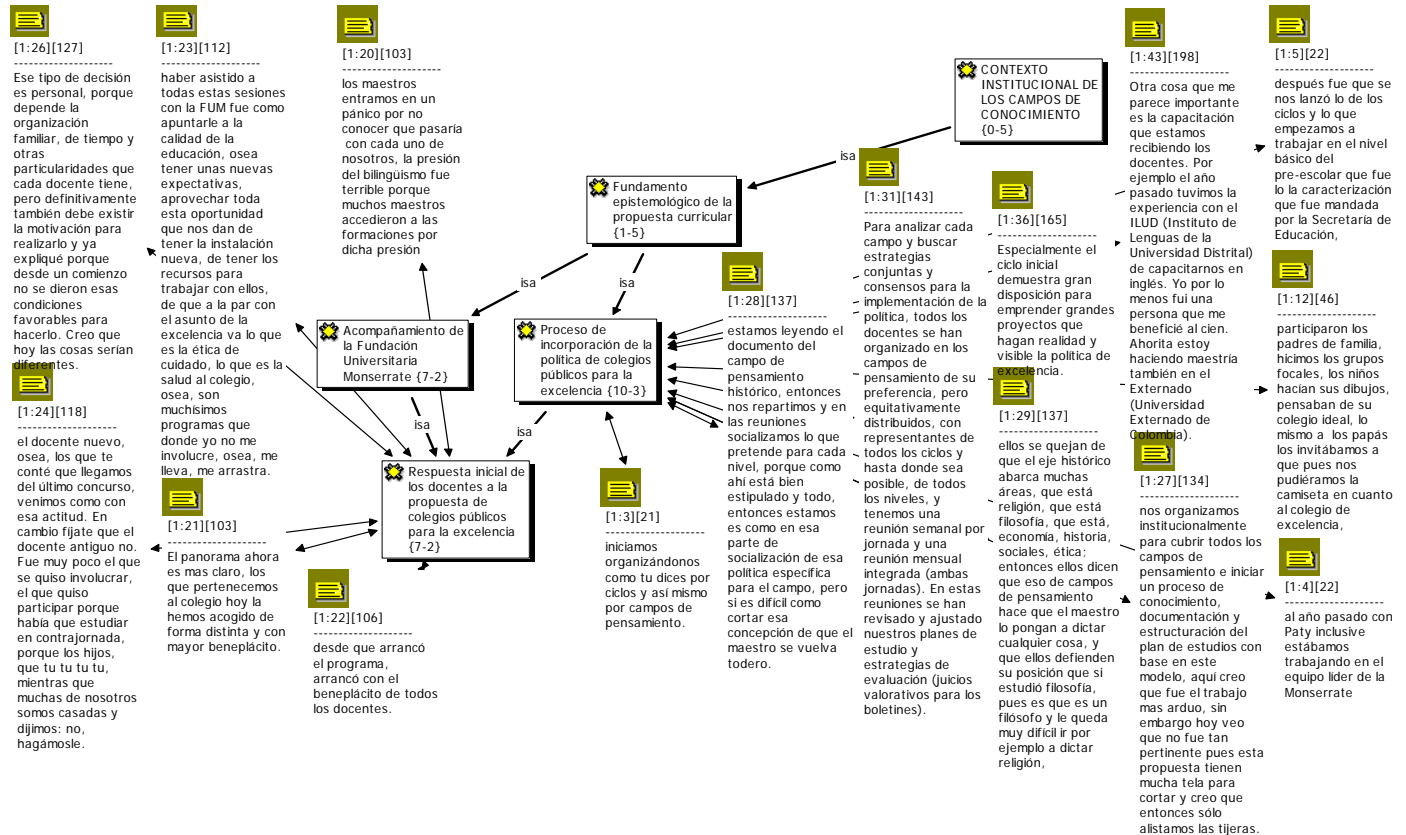 [1:26][127]
--------------------
Ese tipo de decisión
es personal, porque
depende la
organización
familiar, de tiempo y
otras
particularidades que
cada docente tiene,
pero definitivamente
también debe existir
la motivación para
realizarlo y ya
expliqué porque
desde un comienzo
no se dieron esas
condiciones
favorables para
hacerlo. Creo que
hoy las cosas serían
diferentes.
[1:23][112]
--------------------
haber asistido a
todas estas sesiones
con la FUM fue como
apuntarle a la
calidad de la
educación, osea
tener unas nuevas
expectativas,
aprovechar toda
esta oportunidad
que nos dan de
tener la instalación
nueva, de tener los
recursos para
trabajar con ellos,
de que a la par con
el asunto de la
excelencia va lo que
es la ética de
cuidado, lo que es la
salud al colegio,
osea, son
muchísimos
programas que
donde yo no me
involucre, osea, me
lleva, me arrastra.
[1:20][103]
--------------------
los maestros
entramos en un
pánico por no
conocer que pasaría
con cada uno de
nosotros, la presión
del bilingüismo fue
terrible porque
muchos maestros
accedieron a las
formaciones por
dicha presión
CONTEXTO
INSTITUCIONAL DE
LOS CAMPOS DE
CONOCIMIENTO
{0-5}
isa
Fundamento
epistemológico de la
propuesta curricular
{1-5}
isa
isa
Acompañamiento de
la Fundación
Universitaria
Monserrate {7-2}
Proceso de
incorporación de la
política de colegios
públicos para la
excelencia {10-3}
isa
isa
Respuesta inicial de
los docentes a la
propuesta de
colegios públicos
para la excelencia
{7-2}
[1:24][118]
--------------------
el docente nuevo,
osea, los que te
conté que llegamos
del último concurso,
venimos como con
esa actitud. En
cambio fíjate que el
docente antiguo no.
Fue muy poco el que
se quiso involucrar,
el que quiso
participar porque
había que estudiar
en contrajornada,
porque los hijos,
que tu tu tu tu,
mientras que
muchas de nosotros
somos casadas y
dijimos: no,
hagámosle.
[1:21][103]
--------------------
El panorama ahora
es mas claro, los
que pertenecemos
al colegio hoy la
hemos acogido de
forma distinta y con
mayor beneplácito.
[1:22][106]
--------------------
desde que arrancó
el programa,
arrancó con el
beneplácito de todos
los docentes.
[1:3][21]
--------------------
iniciamos
organizándonos
como tu dices por
ciclos y así mismo
por campos de
pensamiento.
[1:28][137]
--------------------
estamos leyendo el
documento del
campo de
pensamiento
histórico, entonces
nos repartimos y en
las reuniones
socializamos lo que
pretende para cada
nivel, porque como
ahí está bien
estipulado y todo,
entonces estamos
es como en esa
parte de
socialización de esa
política específica
para el campo, pero
si es difícil como
cortar esa
concepción de que el
maestro se vuelva
todero.
[1:31][143]
--------------------
Para analizar cada
campo y buscar
estrategias
conjuntas y
consensos para la
implementación de la
política, todos los
docentes se han
organizado en los
campos de
pensamiento de su
preferencia, pero
equitativamente
distribuidos, con
representantes de
todos los ciclos y
hasta donde sea
posible, de todos
los niveles, y
tenemos una
reunión semanal por
jornada y una
reunión mensual
integrada (ambas
jornadas). En estas
reuniones se han
revisado y ajustado
nuestros planes de
estudio y
estrategias de
evaluación (juicios
valorativos para los
boletines).
[1:36][165]
--------------------
Especialmente el
ciclo inicial
demuestra gran
disposición para
emprender grandes
proyectos que
hagan realidad y
visible la política de
excelencia.
[1:29][137]
--------------------
ellos se quejan de
que el eje histórico
abarca muchas
áreas, que está
religión, que está
filosofía, que está,
economía, historia,
sociales, ética;
entonces ellos dicen
que eso de campos
de pensamiento
hace que el maestro
lo pongan a dictar
cualquier cosa, y
que ellos defienden
su posición que si
estudió filosofía,
pues es que es un
filósofo y le queda
muy difícil ir por
ejemplo a dictar
religión,
[1:43][198]
--------------------
Otra cosa que me
parece importante
es la capacitación
que estamos
recibiendo los
docentes. Por
ejemplo el año
pasado tuvimos la
experiencia con el
ILUD (Instituto de
Lenguas de la
Universidad Distrital)
de capacitarnos en
inglés. Yo por lo
menos fui una
persona que me
beneficié al cien.
Ahorita estoy
haciendo maestría
también en el
Externado
(Universidad
Externado de
Colombia).
[1:27][134]
--------------------
nos organizamos
institucionalmente
para cubrir todos los
campos de
pensamiento e iniciar
un proceso de
conocimiento,
documentación y
estructuración del
plan de estudios con
base en este
modelo, aquí creo
que fue el trabajo
mas arduo, sin
embargo hoy veo
que no fue tan
pertinente pues esta
propuesta tienen
mucha tela para
cortar y creo que
entonces sólo
alistamos las tijeras.
[1:5][22]
--------------------
después fue que se
nos lanzó lo de los
ciclos y lo que
empezamos a
trabajar en el nivel
básico del
pre-escolar que fue
lo la caracterización
que fue mandada
por la Secretaría de
Educación,
[1:12][46]
--------------------
participaron los
padres de familia,
hicimos los grupos
focales, los niños
hacían sus dibujos,
pensaban de su
colegio ideal, lo
mismo a los papás
los invitábamos a
que pues nos
pudiéramos la
camiseta en cuanto
al colegio de
excelencia,
[1:4][22]
--------------------
al año pasado con
Paty inclusive
estábamos
trabajando en el
equipo líder de la
Monserrate